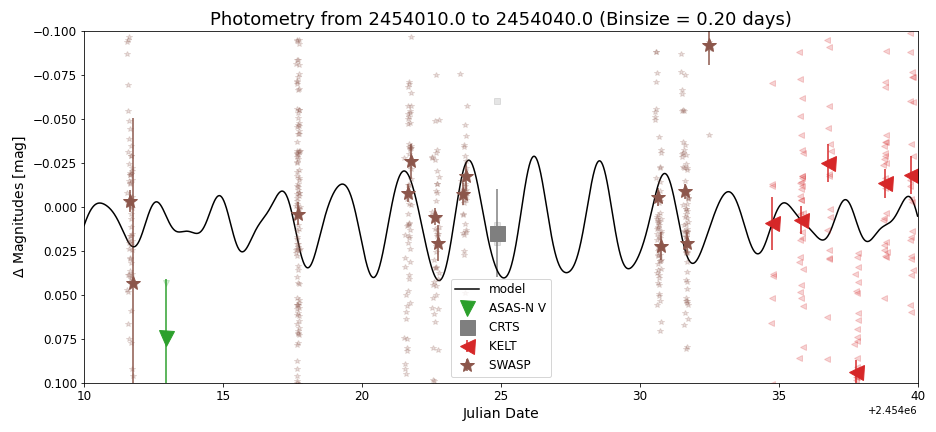 Photometry from 2454010.0 to 2454040.0 (Binsize = 0.20 days)
Δ Magnitudes [mag]
−0.100
−0.075
−0.050
−0.025
0.000
0.025
0.050
0.075
0.100
model
ASAS-N V
CRTS
KELT
SWASP
10
15
20
25
30
35
40
Julian Date
+2.454e6